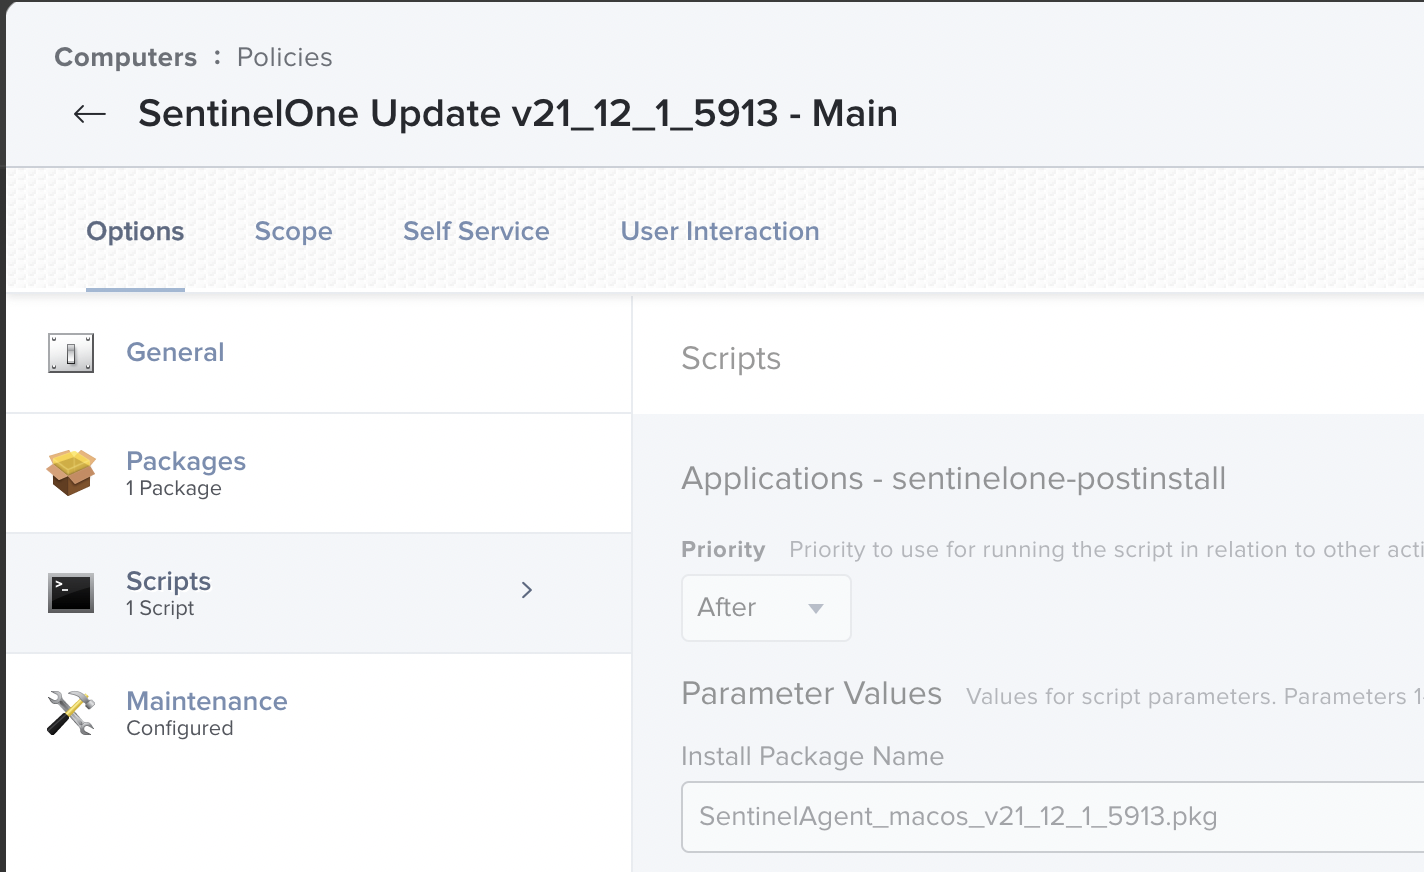 Computers : Policies
SentinelOne Update v21_12_1_5913 - Main
Options Scope Self Service User Interaction
General
Packages
1 Package
Scripts
1 Script
Maintenance
Configured
Scripts
Applications - sentinelone-postinstall
Priority Priority to use for running the script in relation to other
After
Parameter Values Values for script parameters. Parameters
Install Package Name
SentinelAgent_macos_v21_12_1_5913.pkg